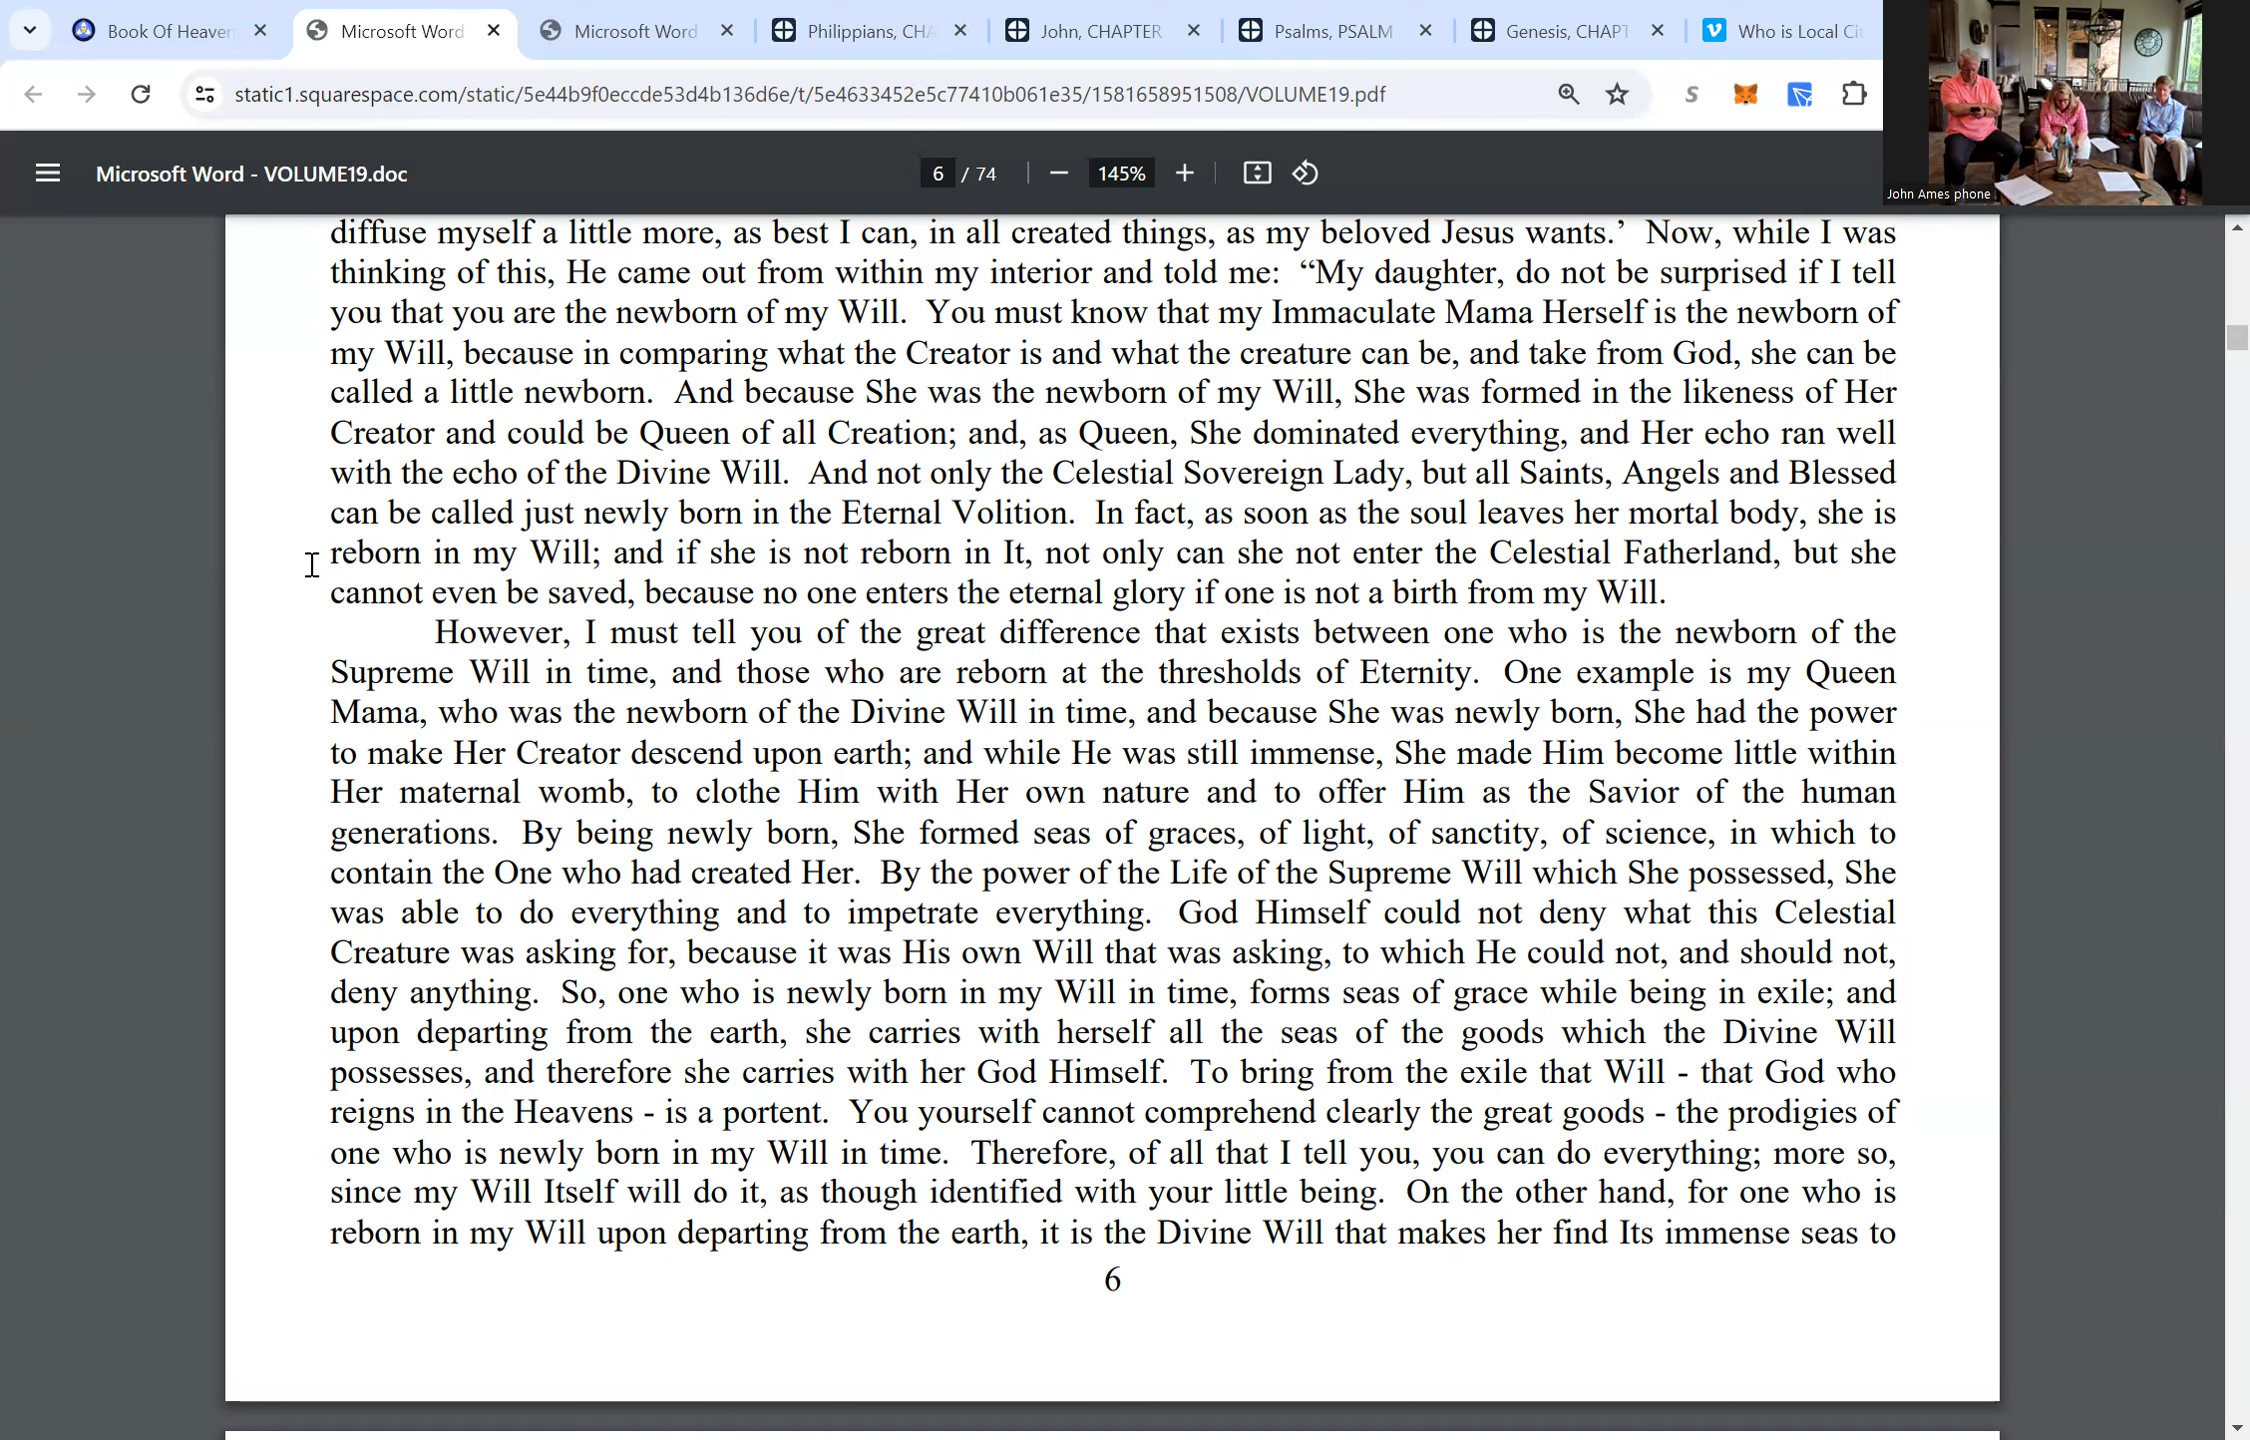 Book Of Heaven
Microsoft Word
Microsoft Word
Philippians, CHA
John, CHAPTER
Psalms, PSALM
Genesis, CHAPT
Who is Local Cit
static1.squarespace.com/static/5e44b9f0eccde53d4b136d6e/t/5e4633452e5c77410b061e35/1581658951508/VOLUME19.pdf
S
John Ames phone
Microsoft Word - VOLUME19.doc
6 / 74
145%
diffuse myself a little more, as best I can, in all created things, as my beloved Jesus wants.’ Now, while I was
thinking of this, He came out from within my interior and told me: “My daughter, do not be surprised if I tell
you that you are the newborn of my Will. You must know that my Immaculate Mama Herself is the newborn of
my Will, because in comparing what the Creator is and what the creature can be, and take from God, she can be
called a little newborn. And because She was the newborn of my Will, She was formed in the likeness of Her
Creator and could be Queen of all Creation; and, as Queen, She dominated everything, and Her echo ran well
with the echo of the Divine Will. And not only the Celestial Sovereign Lady, but all Saints, Angels and Blessed
can be called just newly born in the Eternal Volition. In fact, as soon as the soul leaves her mortal body, she is
reborn in my Will; and if she is not reborn in It, not only can she not enter the Celestial Fatherland, but she
cannot even be saved, because no one enters the eternal glory if one is not a birth from my Will.
However, I must tell you of the great difference that exists between one who is the newborn of the
Supreme Will in time, and those who are reborn at the thresholds of Eternity. One example is my Queen
Mama, who was the newborn of the Divine Will in time, and because She was newly born, She had the power
to make Her Creator descend upon earth; and while He was still immense, She made Him become little within
Her maternal womb, to clothe Him with Her own nature and to offer Him as the Savior of the human
generations. By being newly born, She formed seas of graces, of light, of sanctity, of science, in which to
contain the One who had created Her. By the power of the Life of the Supreme Will which She possessed, She
was able to do everything and to impetrate everything. God Himself could not deny what this Celestial
Creature was asking for, because it was His own Will that was asking, to which He could not, and should not,
deny anything. So, one who is newly born in my Will in time, forms seas of grace while being in exile; and
upon departing from the earth, she carries with herself all the seas of the goods which the Divine Will
possesses, and therefore she carries with her God Himself. To bring from the exile that Will - that God who
reigns in the Heavens - is a portent. You yourself cannot comprehend clearly the great goods - the prodigies of
one who is newly born in my Will in time. Therefore, of all that I tell you, you can do everything; more so,
since my Will Itself will do it, as though identified with your little being. On the other hand, for one who is
reborn in my Will upon departing from the earth, it is the Divine Will that makes her find Its immense seas to
6